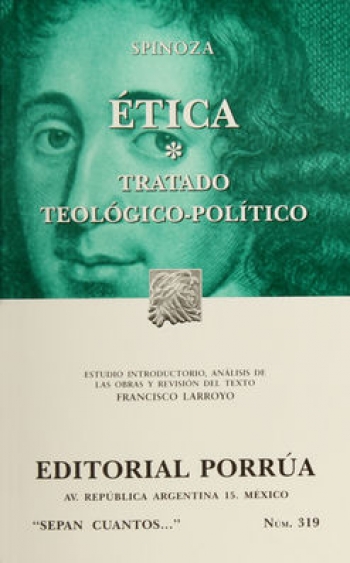 SPINOZA
ÉTICA
*
TRATADO
TEOLÓGICO-POLÍTICO
ESTUDIO INTRODUCTORIO, ANÁLISIS DE
LAS OBRAS Y REVISIÓN DEL TEXTO
FRANCISCO LARROYO
EDITORIAL PORRÚA
AV. REPÚBLICA ARGENTINA 15. MÉXICO
"SEPAN CUANTOS..." NÚM. 319